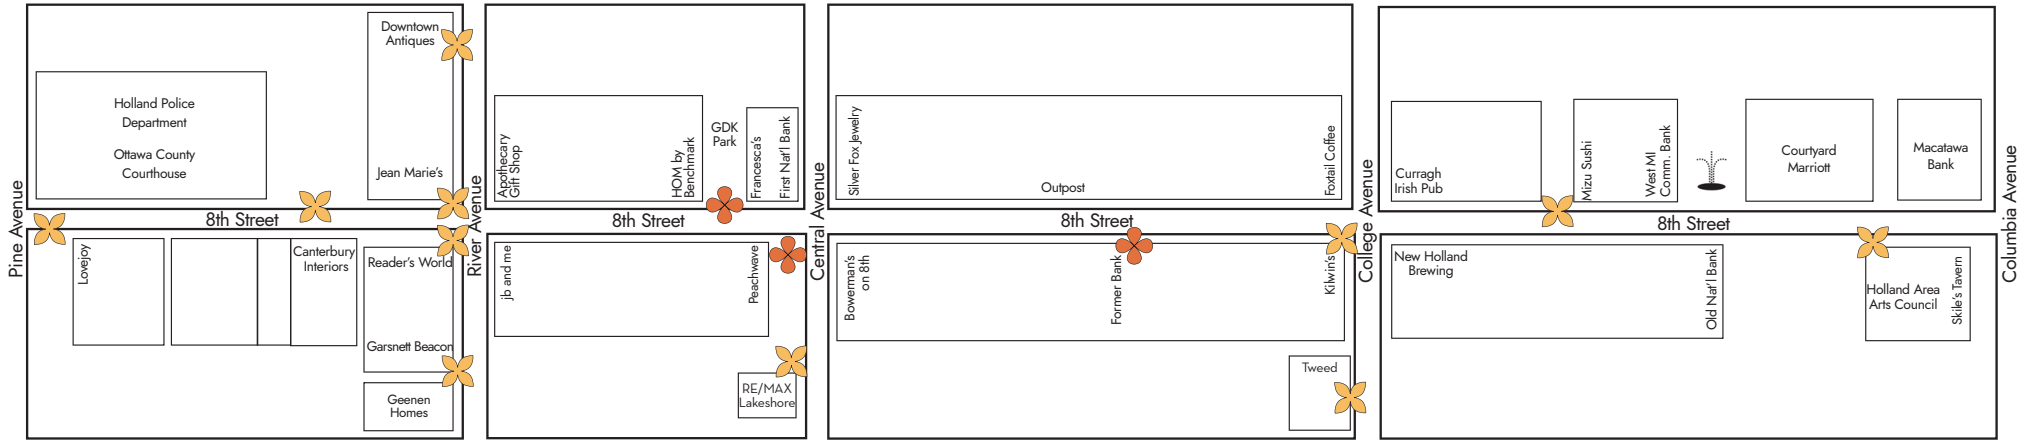 Downtown
Antiques
Holland Police
Department
Ottawa County
Courthouse
Jean Marie's
Apothecary
Gift Shop
HOM by
Benchmark
GDK
Park
Francesca's
First Nat'l Bank
Silver Fox Jewelry
Outpost
Foxtail Coffee
Curragh
Irish Pub
Mizu Sushi
West MI
Comm. Bank
Courtyard
Marriott
Macatawa
Bank
Pine Avenue
8th Street
River Avenue
8th Street
Central Avenue
8th Street
College Avenue
8th Street
Columbia Avenue
Lovejoy
Canterbury
Interiors
Reader's World
Garsnett Beacon
Geenen
Homes
jb and me
Peachwave
RE/MAX
Lakeshore
Bowerman's
on 8th
Former Bank
Kilwin's
Tweed
New Holland
Brewing
Old Nat'l Bank
Holland Area
Arts Council
Skile's Tavern